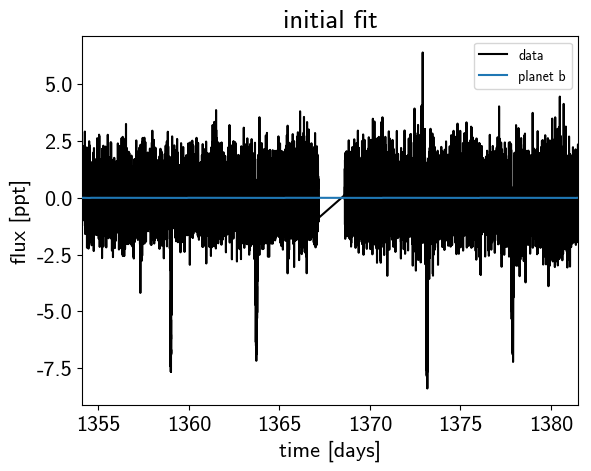 initial fit
data
planet b
5.0
2.5
0.0
-2.5
-5.0
-7.5
flux [ppt]
1355 1360 1365 1370 1375 1380
time [days]